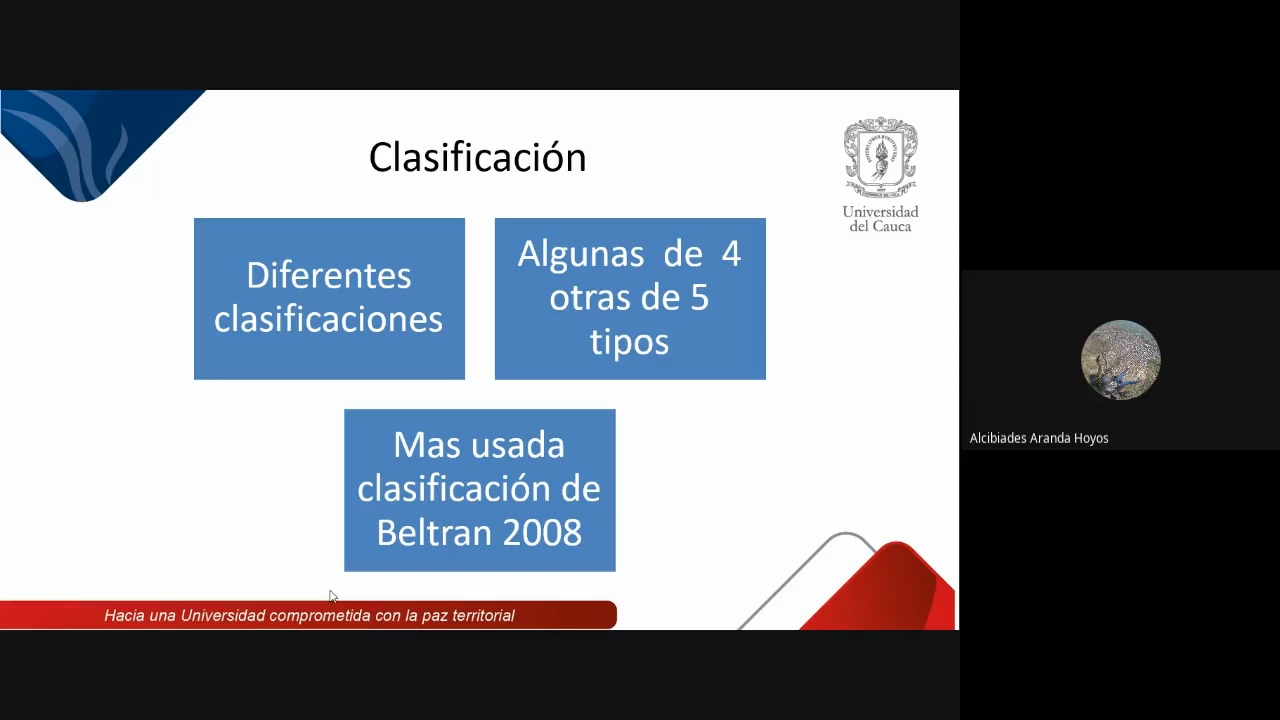 Clasificación
Universidad
del Cauca
Diferentes
clasificaciones
Algunas de 4
otras de 5
tipos
Mas usada
clasificación de
Beltran 2008
Hacia una Universidad comprometida con la paz territorial
Alcibiades Aranda Hoyos